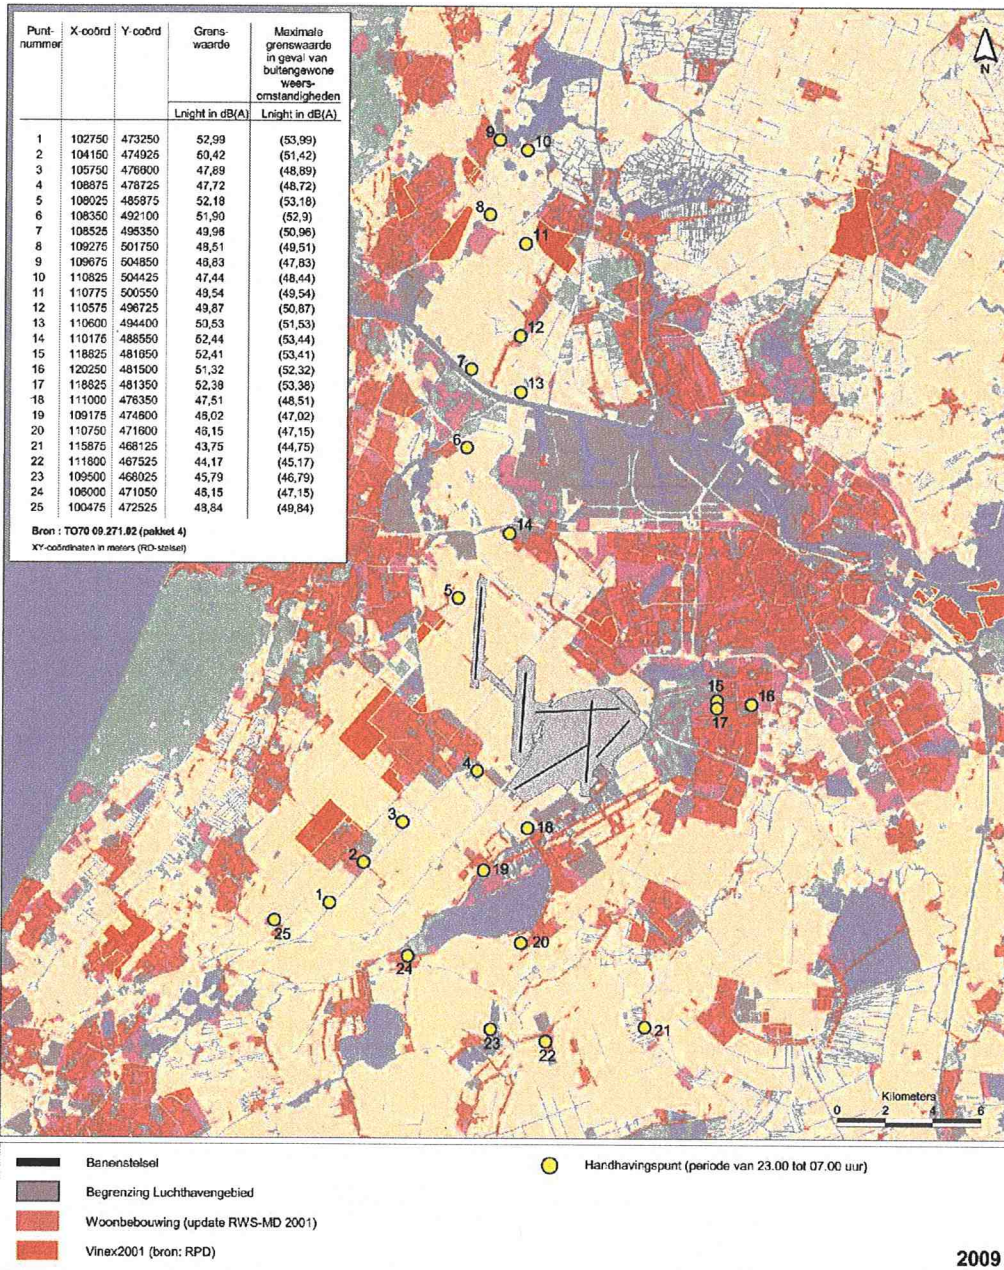 Punt- X-coörd Y-coörd Grens- Maximale
nummer waarde grenswaarde
in geval van
buitengewone
weers-
omstandigheden
Lnight in dB(A) Lnight in dB(A)
1 102750 473250 52,99 (53,99)
2 104150 474925 50,42 (51,42)
3 105750 476600 47,89 (48,89)
4 108875 478725 47,72 (48,72)
5 108025 485875 52,18 (53,18)
6 108350 492100 51,90 (52,9)
7 108525 495350 49,96 (50,96)
8 109275 501750 48,51 (49,51)
9 109675 504850 46,83 (47,83)
10 110825 504425 47,44 (48,44)
11 110775 500550 48,54 (49,54)
12 110575 496725 49,87 (50,87)
13 110600 494400 50,53 (51,53)
14 110175 488550 52,44 (53,44)
15 118825 481650 52,41 (53,41)
16 120250 481500 51,32 (52,32)
17 118825 481350 52,38 (53,38)
18 111000 476350 47,51 (48,51)
19 109175 474600 46,02 (47,02)
20 110750 471600 46,15 (47,15)
21 115875 468125 43,75 (44,75)
22 111800 467525 44,17 (45,17)
23 109500 468025 45,79 (46,79)
24 106000 471050 46,15 (47,15)
25 100475 472525 48,84 (49,84)
Bron : TO70 09.271.02 (pakket 4)
XY-coördinaten in meters (RD-stelsel)
N
9
10
8
11
12
7
13
6
14
5
15
16
17
4
3
18
2
19
1
25
20
24
21
23
22
Kilometers
0 2 4 6
Banenstelsel
Begrenzing Luchthavengebied
Woonbebouwing (update RWS-MD 2001)
Vinex2001 (bron: RPD)
Handhavingspunt (periode van 23.00 tot 07.00 uur)
2009